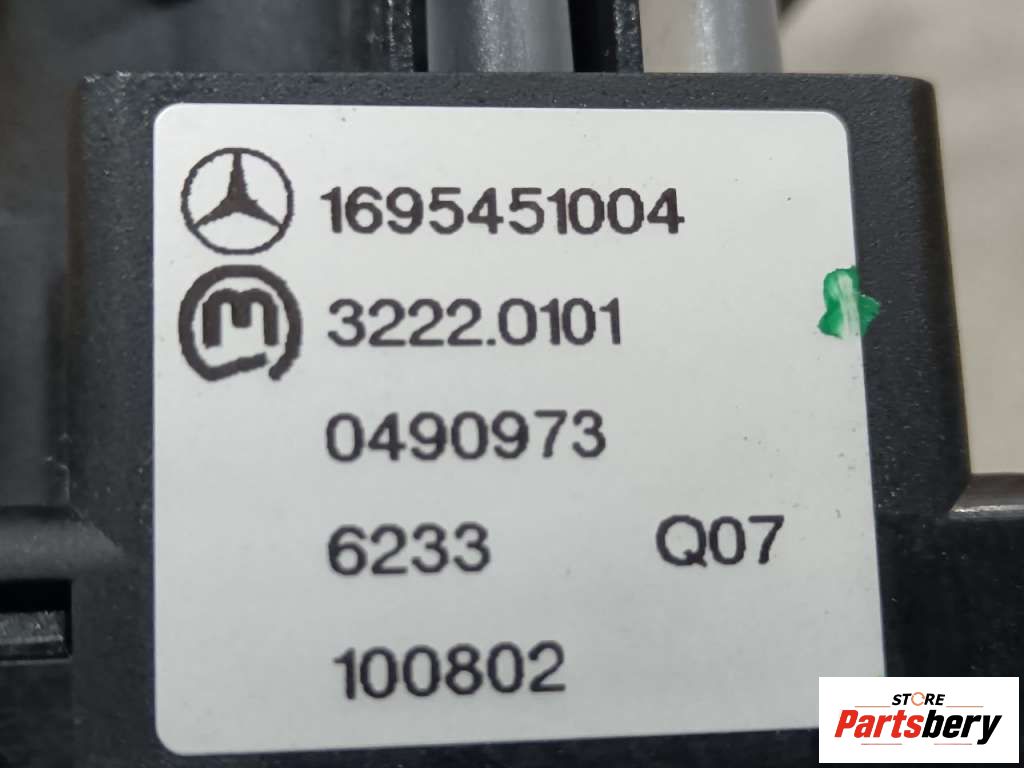 1695451004
m 3222.0101
0490973
6233 Q07
100802
STORE
Partsbery